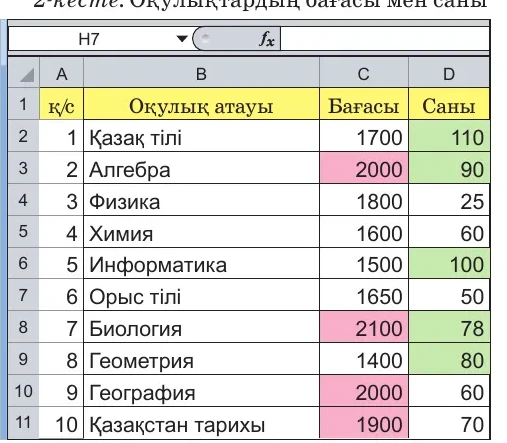 2-кесте. Оқулықтардың бағасы мен саны
H7 fx
A B C D
1 қ/с Оқулық атауы Бағасы Саны
2 1 Қазақ тілі 1700 110
3 2 Алгебра 2000 90
4 3 Физика 1800 25
5 4 Химия 1600 60
6 5 Информатика 1500 100
7 6 Орыс тілі 1650 50
8 7 Биология 2100 78
9 8 Геометрия 1400 80
10 9 География 2000 60
11 10 Қазақстан тарихы 1900 70